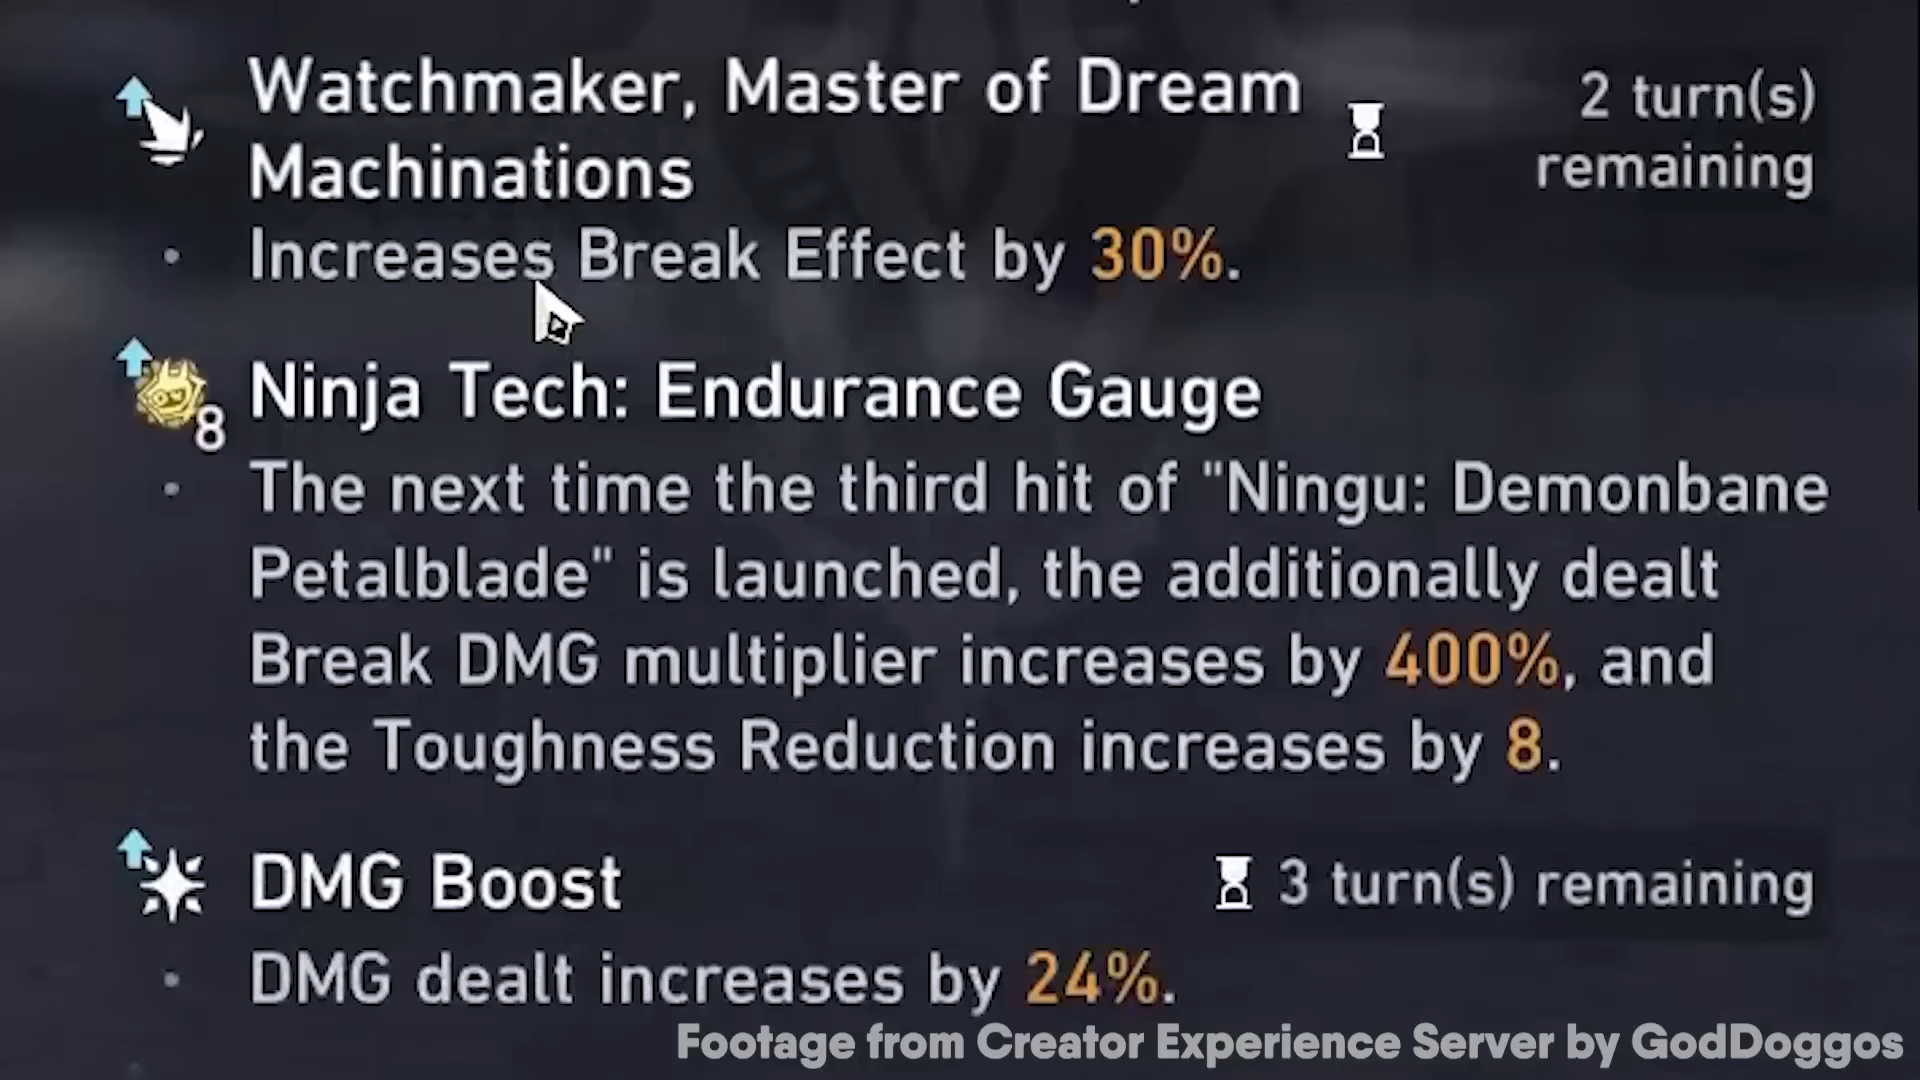 Watchmaker, Master of Dream
Machinations
2 turn(s)
remaining
Increases Break Effect by 30%.
8
Ninja Tech: Endurance Gauge
The next time the third hit of "Ningu: Demonbane
Petalblade" is launched, the additionally dealt
Break DMG multiplier increases by 400%, and
the Toughness Reduction increases by 8.
DMG Boost
3 turn(s) remaining
DMG dealt increases by 24%.
Footage from Creator Experience Server by GodDoggos